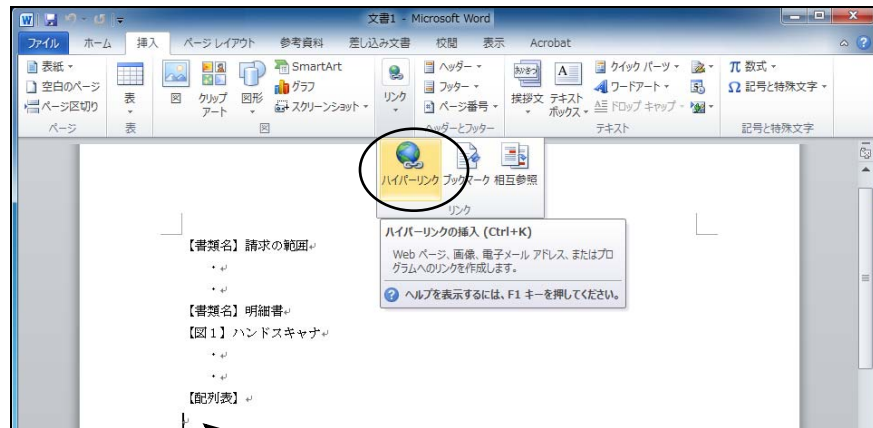 文書1 - Microsoft Word
ファイル ホーム 挿入 ページ レイアウト 参考資料 差し込み文書 校閲 表示 Acrobat
表紙
空白のページ
ページ区切り
ページ
表
表
図
クリップ
アート
図形
SmartArt
グラフ
スクリーンショット
図
リンク
ヘッダー
フッター
ページ番号
ヘッダーとフッター
挨拶文
テキスト
ボックス
クイック パーツ
ワードアート
ドロップ キャップ
テキスト
π 数式
Ω 記号と特殊文字
記号と特殊文字
ハイパーリンク ブックマーク 相互参照
リンク
ハイパーリンクの挿入 (Ctrl+K)
Web ページ、画像、電子メール アドレス、またはプロ
グラムへのリンクを作成します。
ヘルプを表示するには、F1 キーを押してください。
【書類名】請求の範囲
・
・
【書類名】明細書
【図1】ハンドスキャナ
・
・
【配列表】